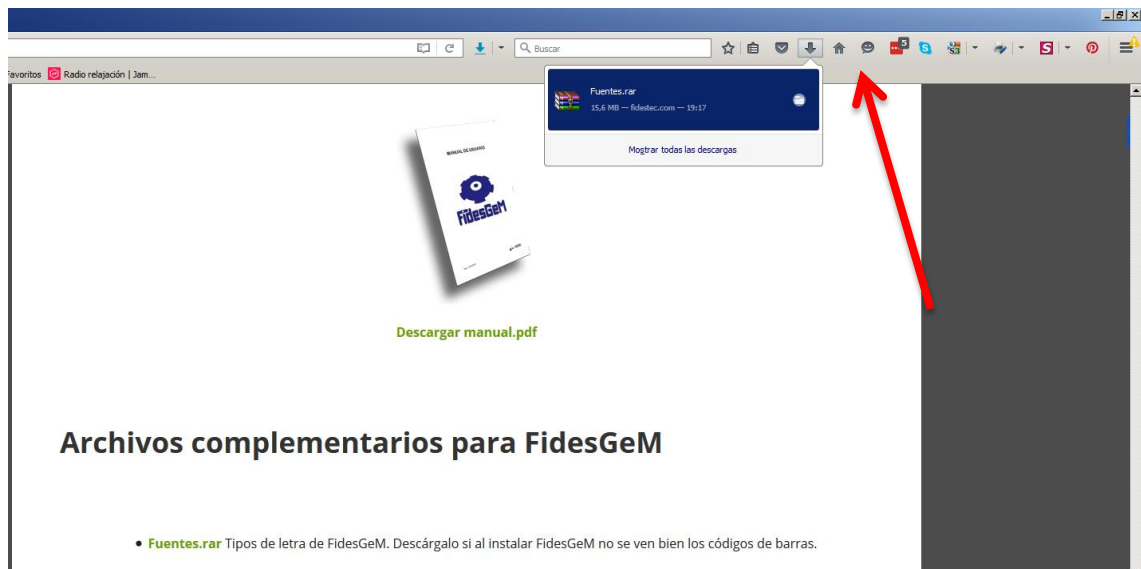 Buscar
5
S
Favoritos Radio relajación | Jam...
Fuentes.rar
15,6 MB — fidestec.com — 19:17
Mostrar todas las descargas
MANUAL DE USUARIO
FidesGeM
Descargar manual.pdf
Archivos complementarios para FidesGeM
Fuentes.rar Tipos de letra de FidesGeM. Descárgalo si al instalar FidesGeM no se ven bien los códigos de barras.